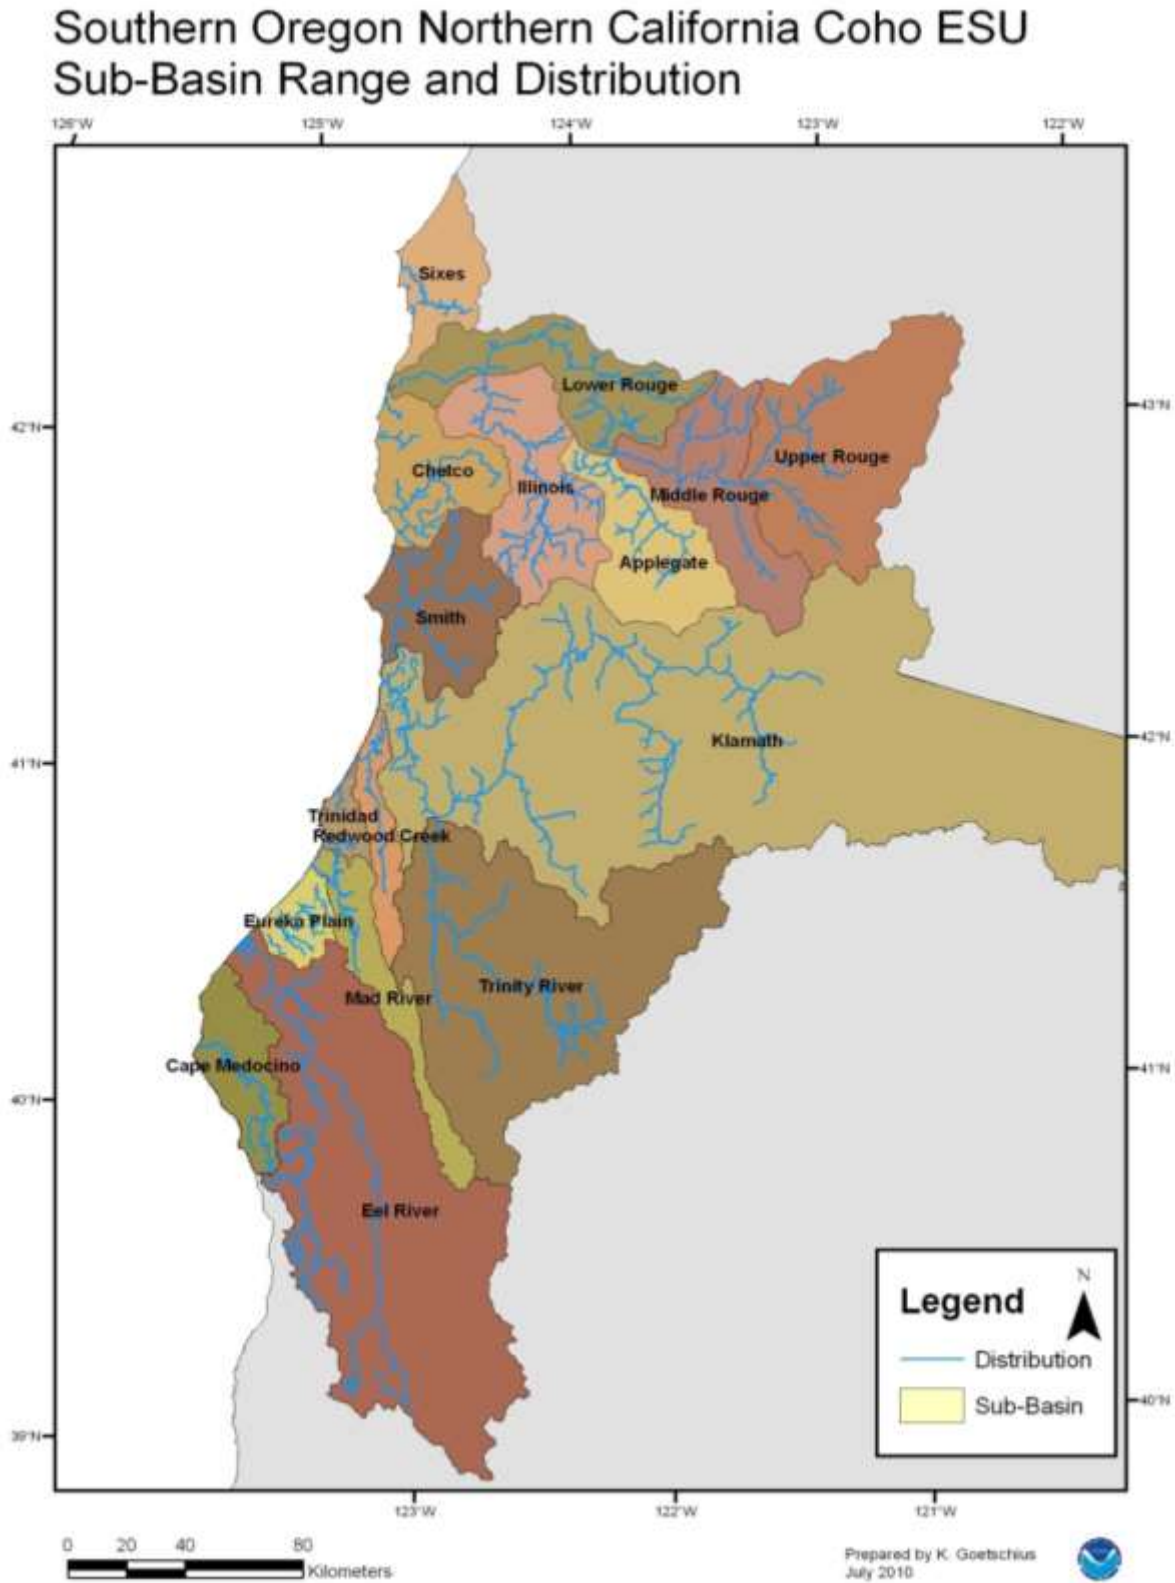 Southern Oregon Northern California Coho ESU
Sub-Basin Range and Distribution
126°W 125°W 124°W 123°W 122°W
Sixes
Lower Rouge
43°N
42°N
Upper Rouge
Chetco
Illinois
Middle Rouge
Applegate
Smith
Klamath
42°N
41°N
Trinidad
Redwood Creek
Eureka Plain
Trinity River
Mad River
Cape Medocino
41°N
40°N
Eel River
Legend
N
Distribution
Sub-Basin
40°N
39°N
123°W 122°W 121°W
0 20 40 80
Kilometers
Prepared by K. Goetschius
July 2010